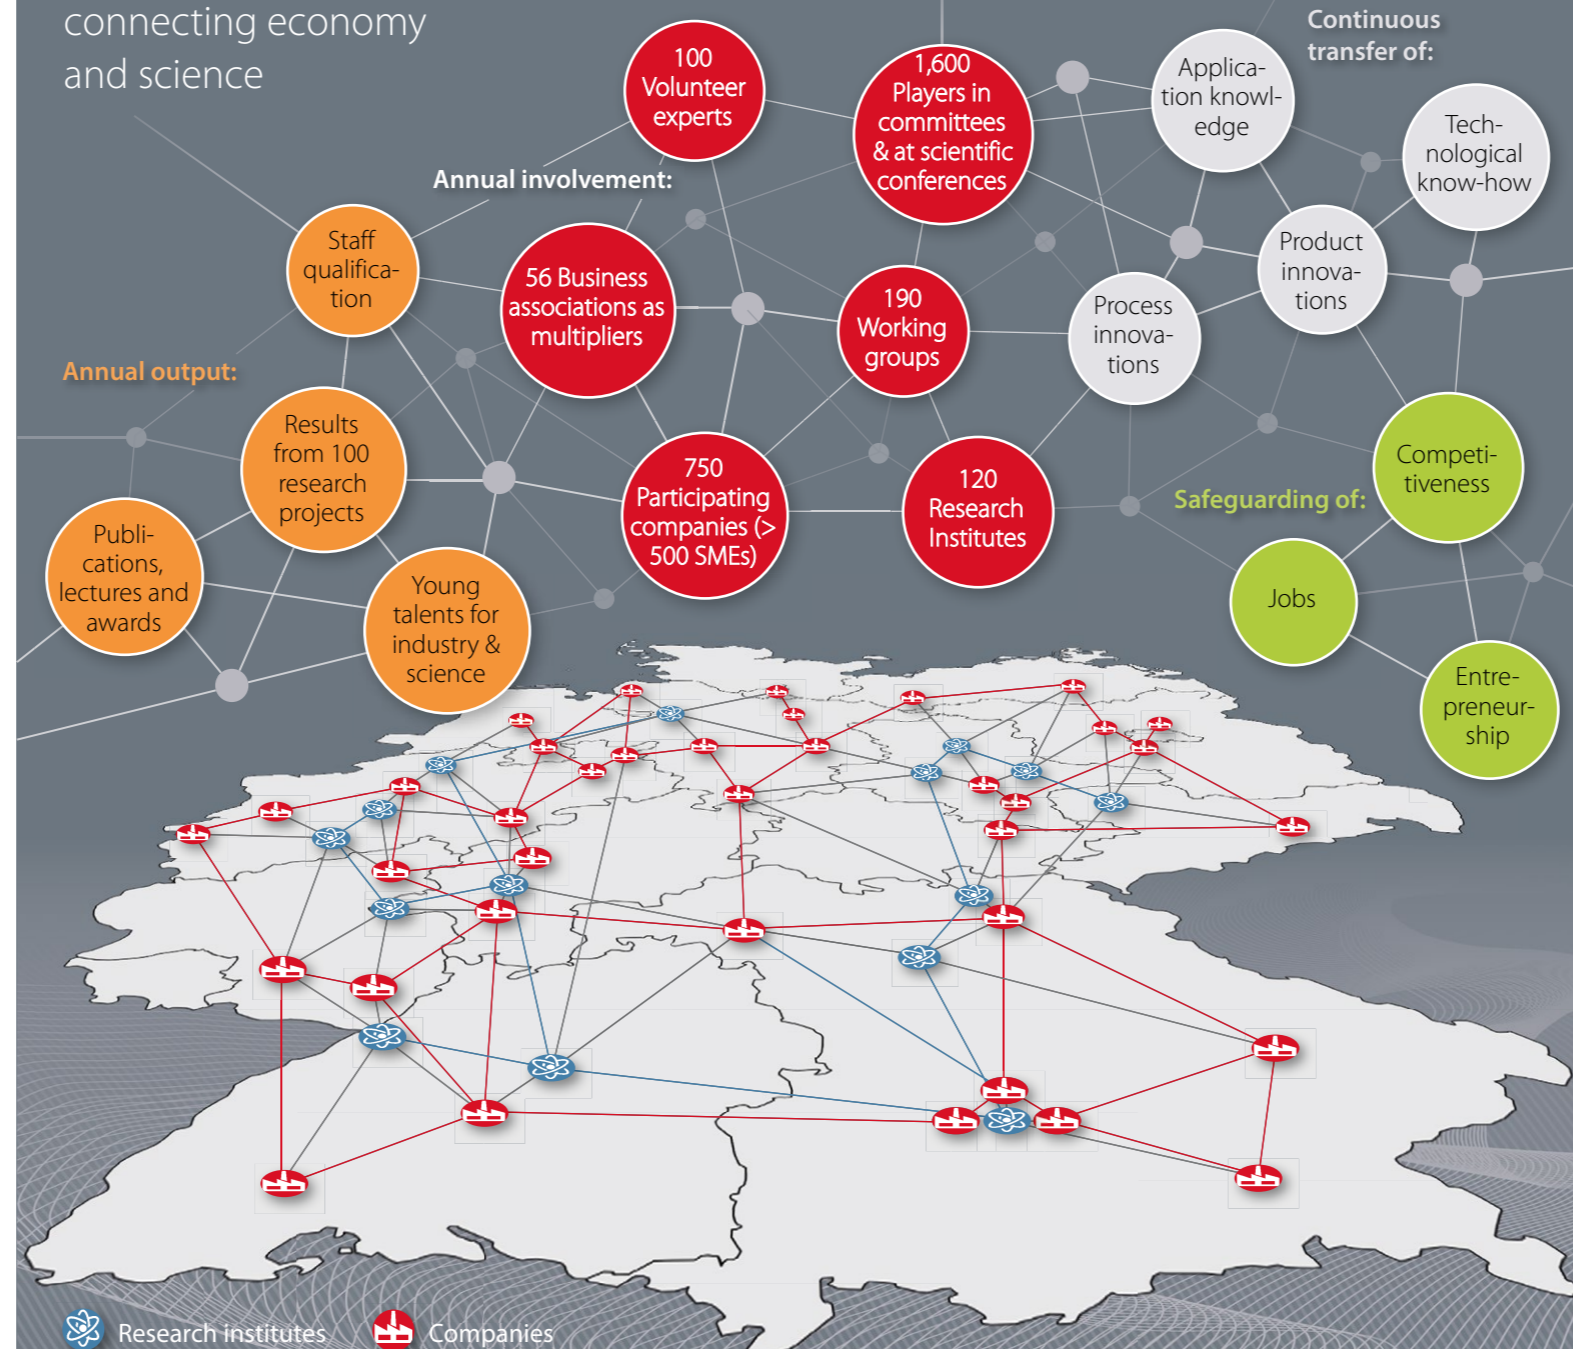 connecting economy
and science
Continuous
transfer of:
100
Volunteer
experts
1,600
Players in
committees
& at scientific
conferences
Applica-
tion knowl-
edge
Tech-
nological
know-how
Annual involvement:
Staff
qualifica-
tion
56 Business
associations as
multipliers
190
Working
groups
Process
innova-
tions
Product
innova-
tions
Annual output:
Results
from 100
research
projects
750
Participating
companies (>
500 SMEs)
120
Research
Institutes
Safeguarding of:
Competi-
tiveness
Publi-
cations,
lectures and
awards
Young
talents for
industry &
science
Jobs
Entre-
preneur-
ship
Research institutes
Companies